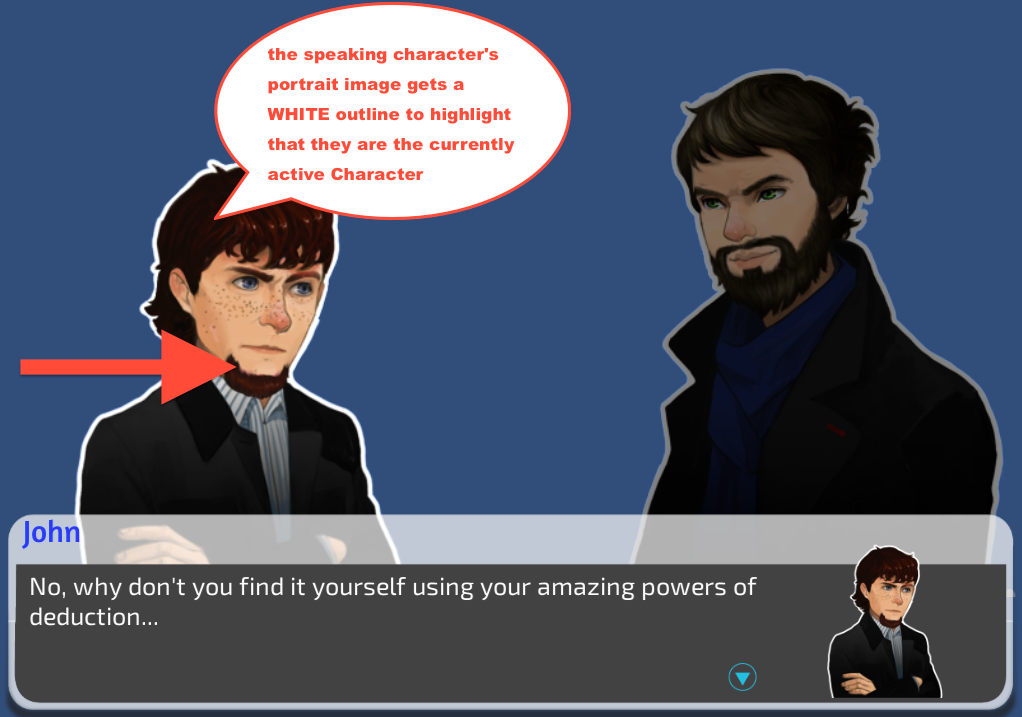 the speaking character's
portrait image gets a
WHITE outline to highlight
that they are the currently
active Character
John
No, why don't you find it yourself using your amazing powers of
deduction...